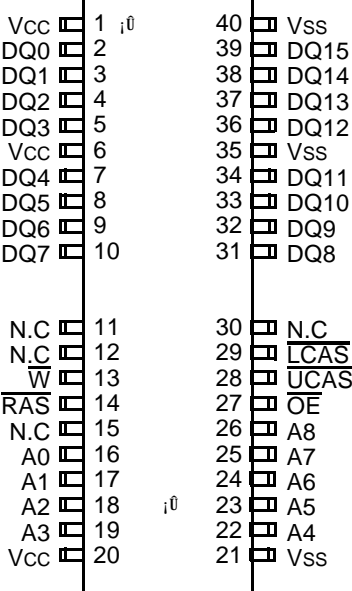 Vcc 1 ¡Û 40 Vss
DQ0 2 39 DQ15
DQ1 3 38 DQ14
DQ2 4 37 DQ13
DQ3 5 36 DQ12
Vcc 6 35 Vss
DQ4 7 34 DQ11
DQ5 8 33 DQ10
DQ6 9 32 DQ9
DQ7 10 31 DQ8
N.C 11 30 N.C
N.C 12 29 LCAS
W 13 28 UCAS
RAS 14 27 OE
N.C 15 26 A8
A0 16 25 A7
A1 17 24 A6
A2 18 ¡Û 23 A5
A3 19 22 A4
Vcc 20 21 Vss